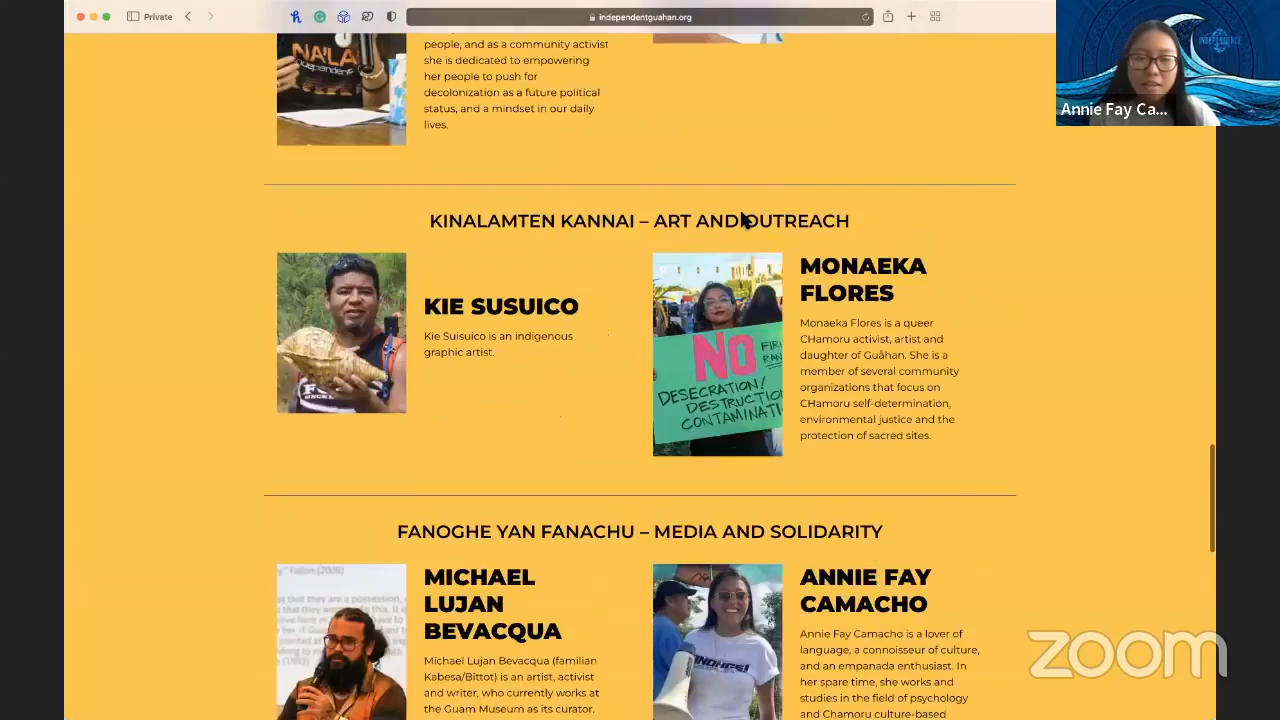 Private
independentguahan.org
INDEPENDENCE
Annie Fay Ca...
NA'LA
independent
people, and as a community activist
she is dedicated to empowering
her people to push for
decolonization as a future political
status, and a mindset in our daily
lives.
KINALAMTEN KANNAI – ART AND OUTREACH
KIE SUSUICO
Kie Suisuico is an indigenous
graphic artist.
MONAEKA
FLORES
Monaeka Flores is a queer
CHamoru activist, artist and
daughter of Guåhan. She is a
member of several community
organizations that focus on
CHamoru self-determination,
environmental justice and the
protection of sacred sites.
NO
DESECRATION!
DESTRUCTION
CONTAMINATI
FANOGHE YAN FANACHU – MEDIA AND SOLIDARITY
MICHAEL
LUJAN
BEVACQUA
Michael Lujan Bevacqua (familian
Kabesa/Bittot) is an artist, activist
and writer, who currently works at
the Guam Museum as its curator.
ANNIE FAY
CAMACHO
Annie Fay Camacho is a lover of
language, a connoisseur of culture,
and an empanada enthusiast. In
her spare time, she works and
studies in the field of psychology
and Chamoru culture-based
zoom